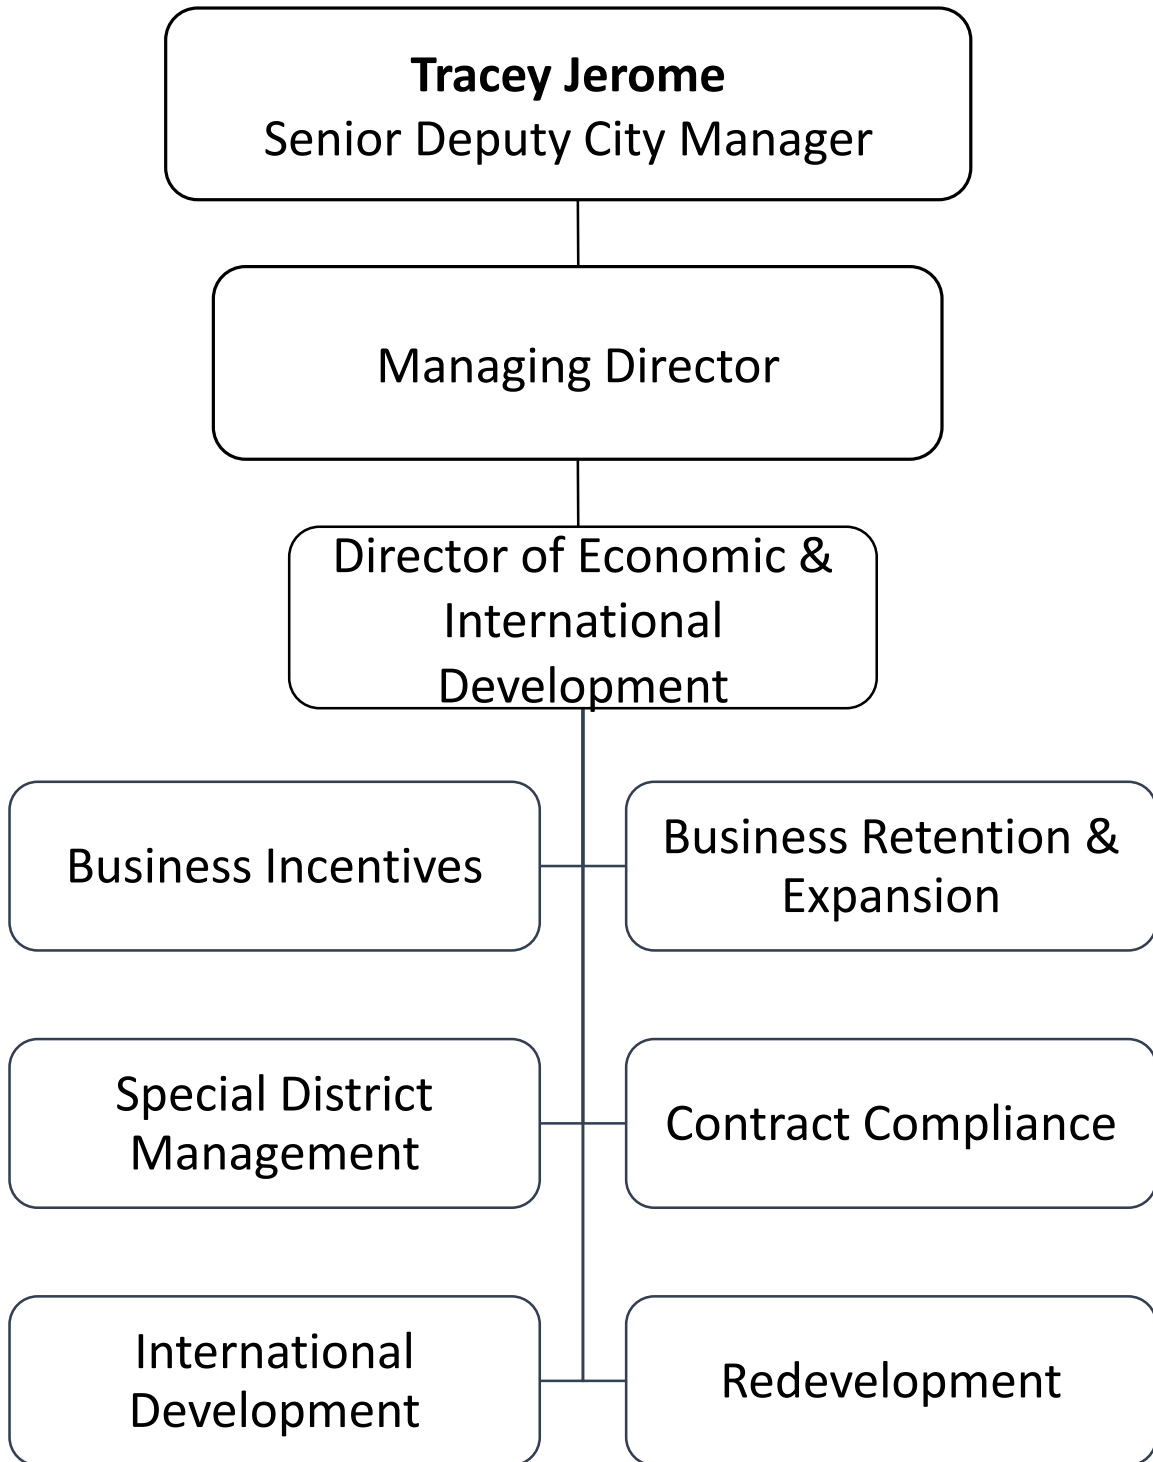 Tracey Jerome
Senior Deputy City Manager
Managing Director
Director of Economic &
International
Development
Business Incentives
Business Retention &
Expansion
Special District
Management
Contract Compliance
International
Development
Redevelopment